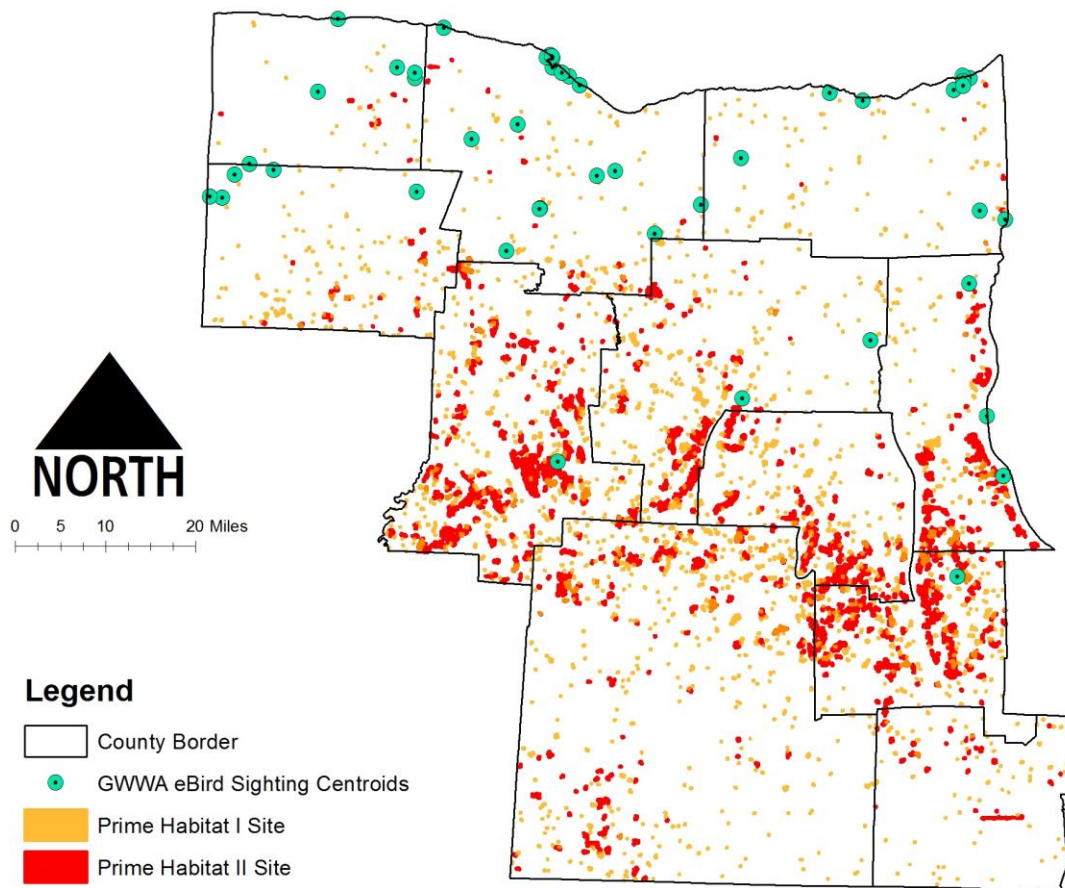 NORTH
0 5 10 20 Miles
Legend
County Border
GWWA eBird Sighting Centroids
Prime Habitat I Site
Prime Habitat II Site